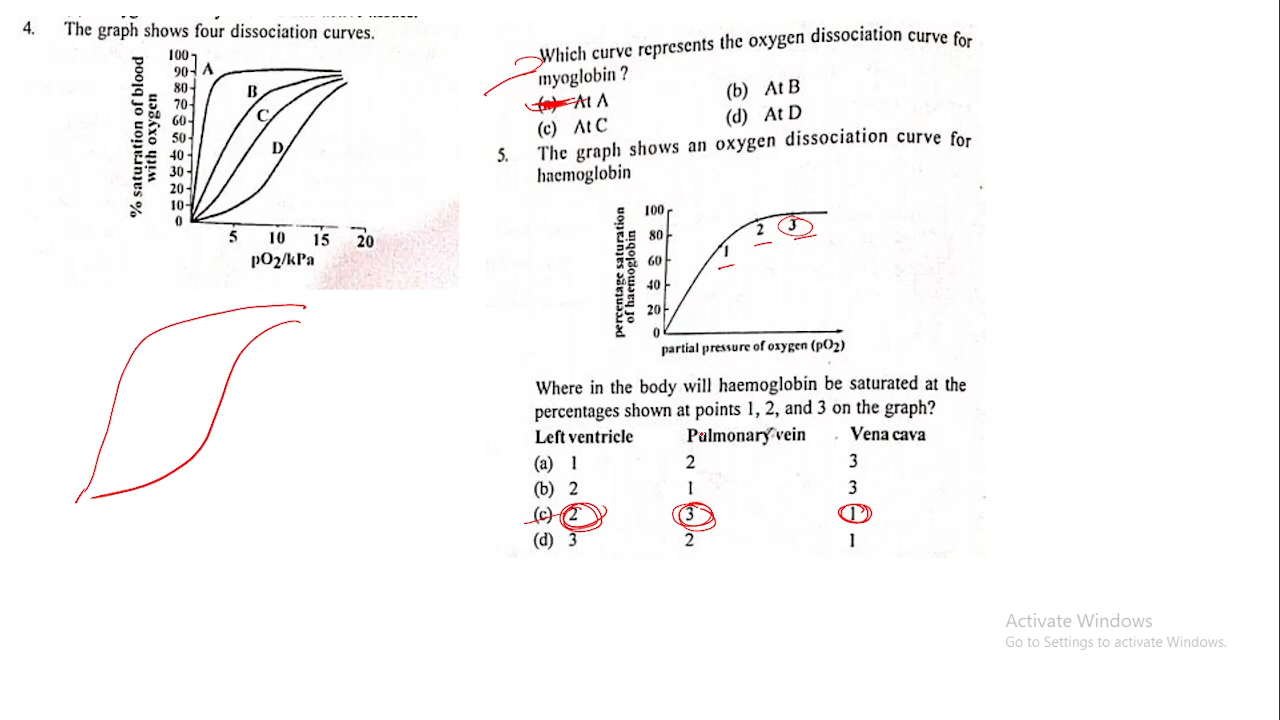 4. The graph shows four dissociation curves.
% saturation of blood
with oxygen
100
90
80
70
60
50
40
30
20
10
0
A
B
C
D
5 10 15 20
pO2/kPa
Which curve represents the oxygen dissociation curve for
myoglobin ?
(a) At A (b) At B
(c) At C (d) At D
5. The graph shows an oxygen dissociation curve for
haemoglobin
percentage saturation
of haemoglobin
100
80
60
40
20
0
1 2 3
partial pressure of oxygen (pO2)
Where in the body will haemoglobin be saturated at the
percentages shown at points 1, 2, and 3 on the graph?
Left ventricle Pulmonary vein Vena cava
(a) 1 2 3
(b) 2 1 3
(c) 2 3 1
(d) 3 2 1
Activate Windows
Go to Settings to activate Windows.